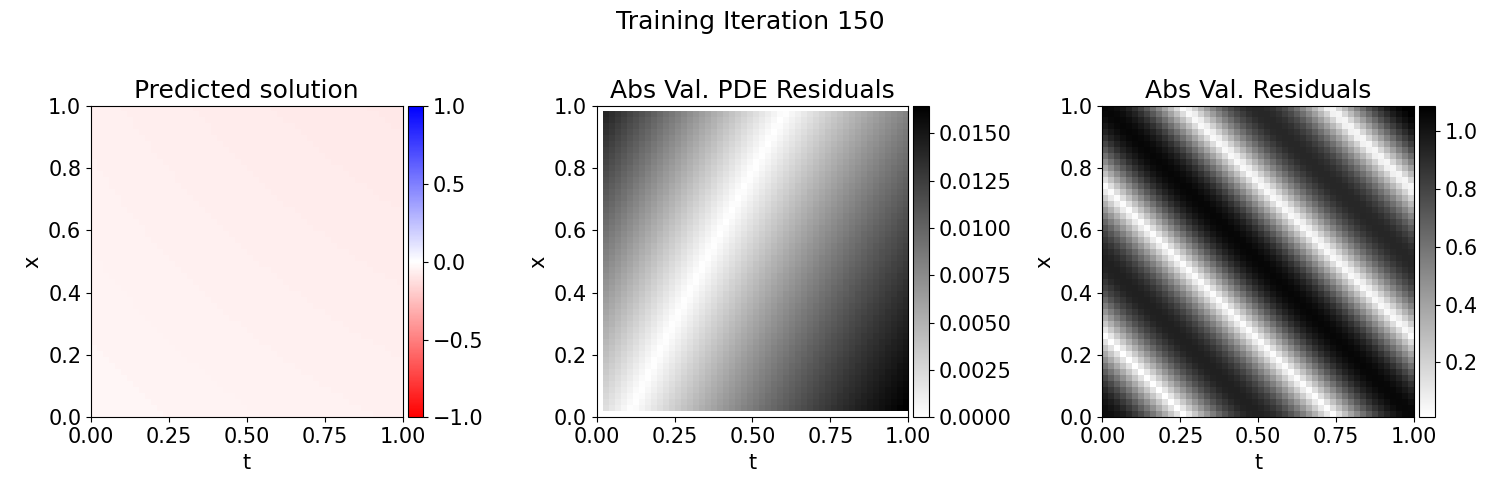 Training Iteration 150
Predicted solution
Abs Val. PDE Residuals
Abs Val. Residuals
1.0
0.8
0.6
0.4
0.2
0.0
x
0.00 0.25 0.50 0.75 1.00
t
1.0
0.5
0.0
−0.5
−1.0
1.0
0.8
0.6
0.4
0.2
0.0
x
0.00 0.25 0.50 0.75 1.00
t
0.0150
0.0125
0.0100
0.0075
0.0050
0.0025
0.0000
1.0
0.8
0.6
0.4
0.2
0.0
x
0.00 0.25 0.50 0.75 1.00
t
1.0
0.8
0.6
0.4
0.2